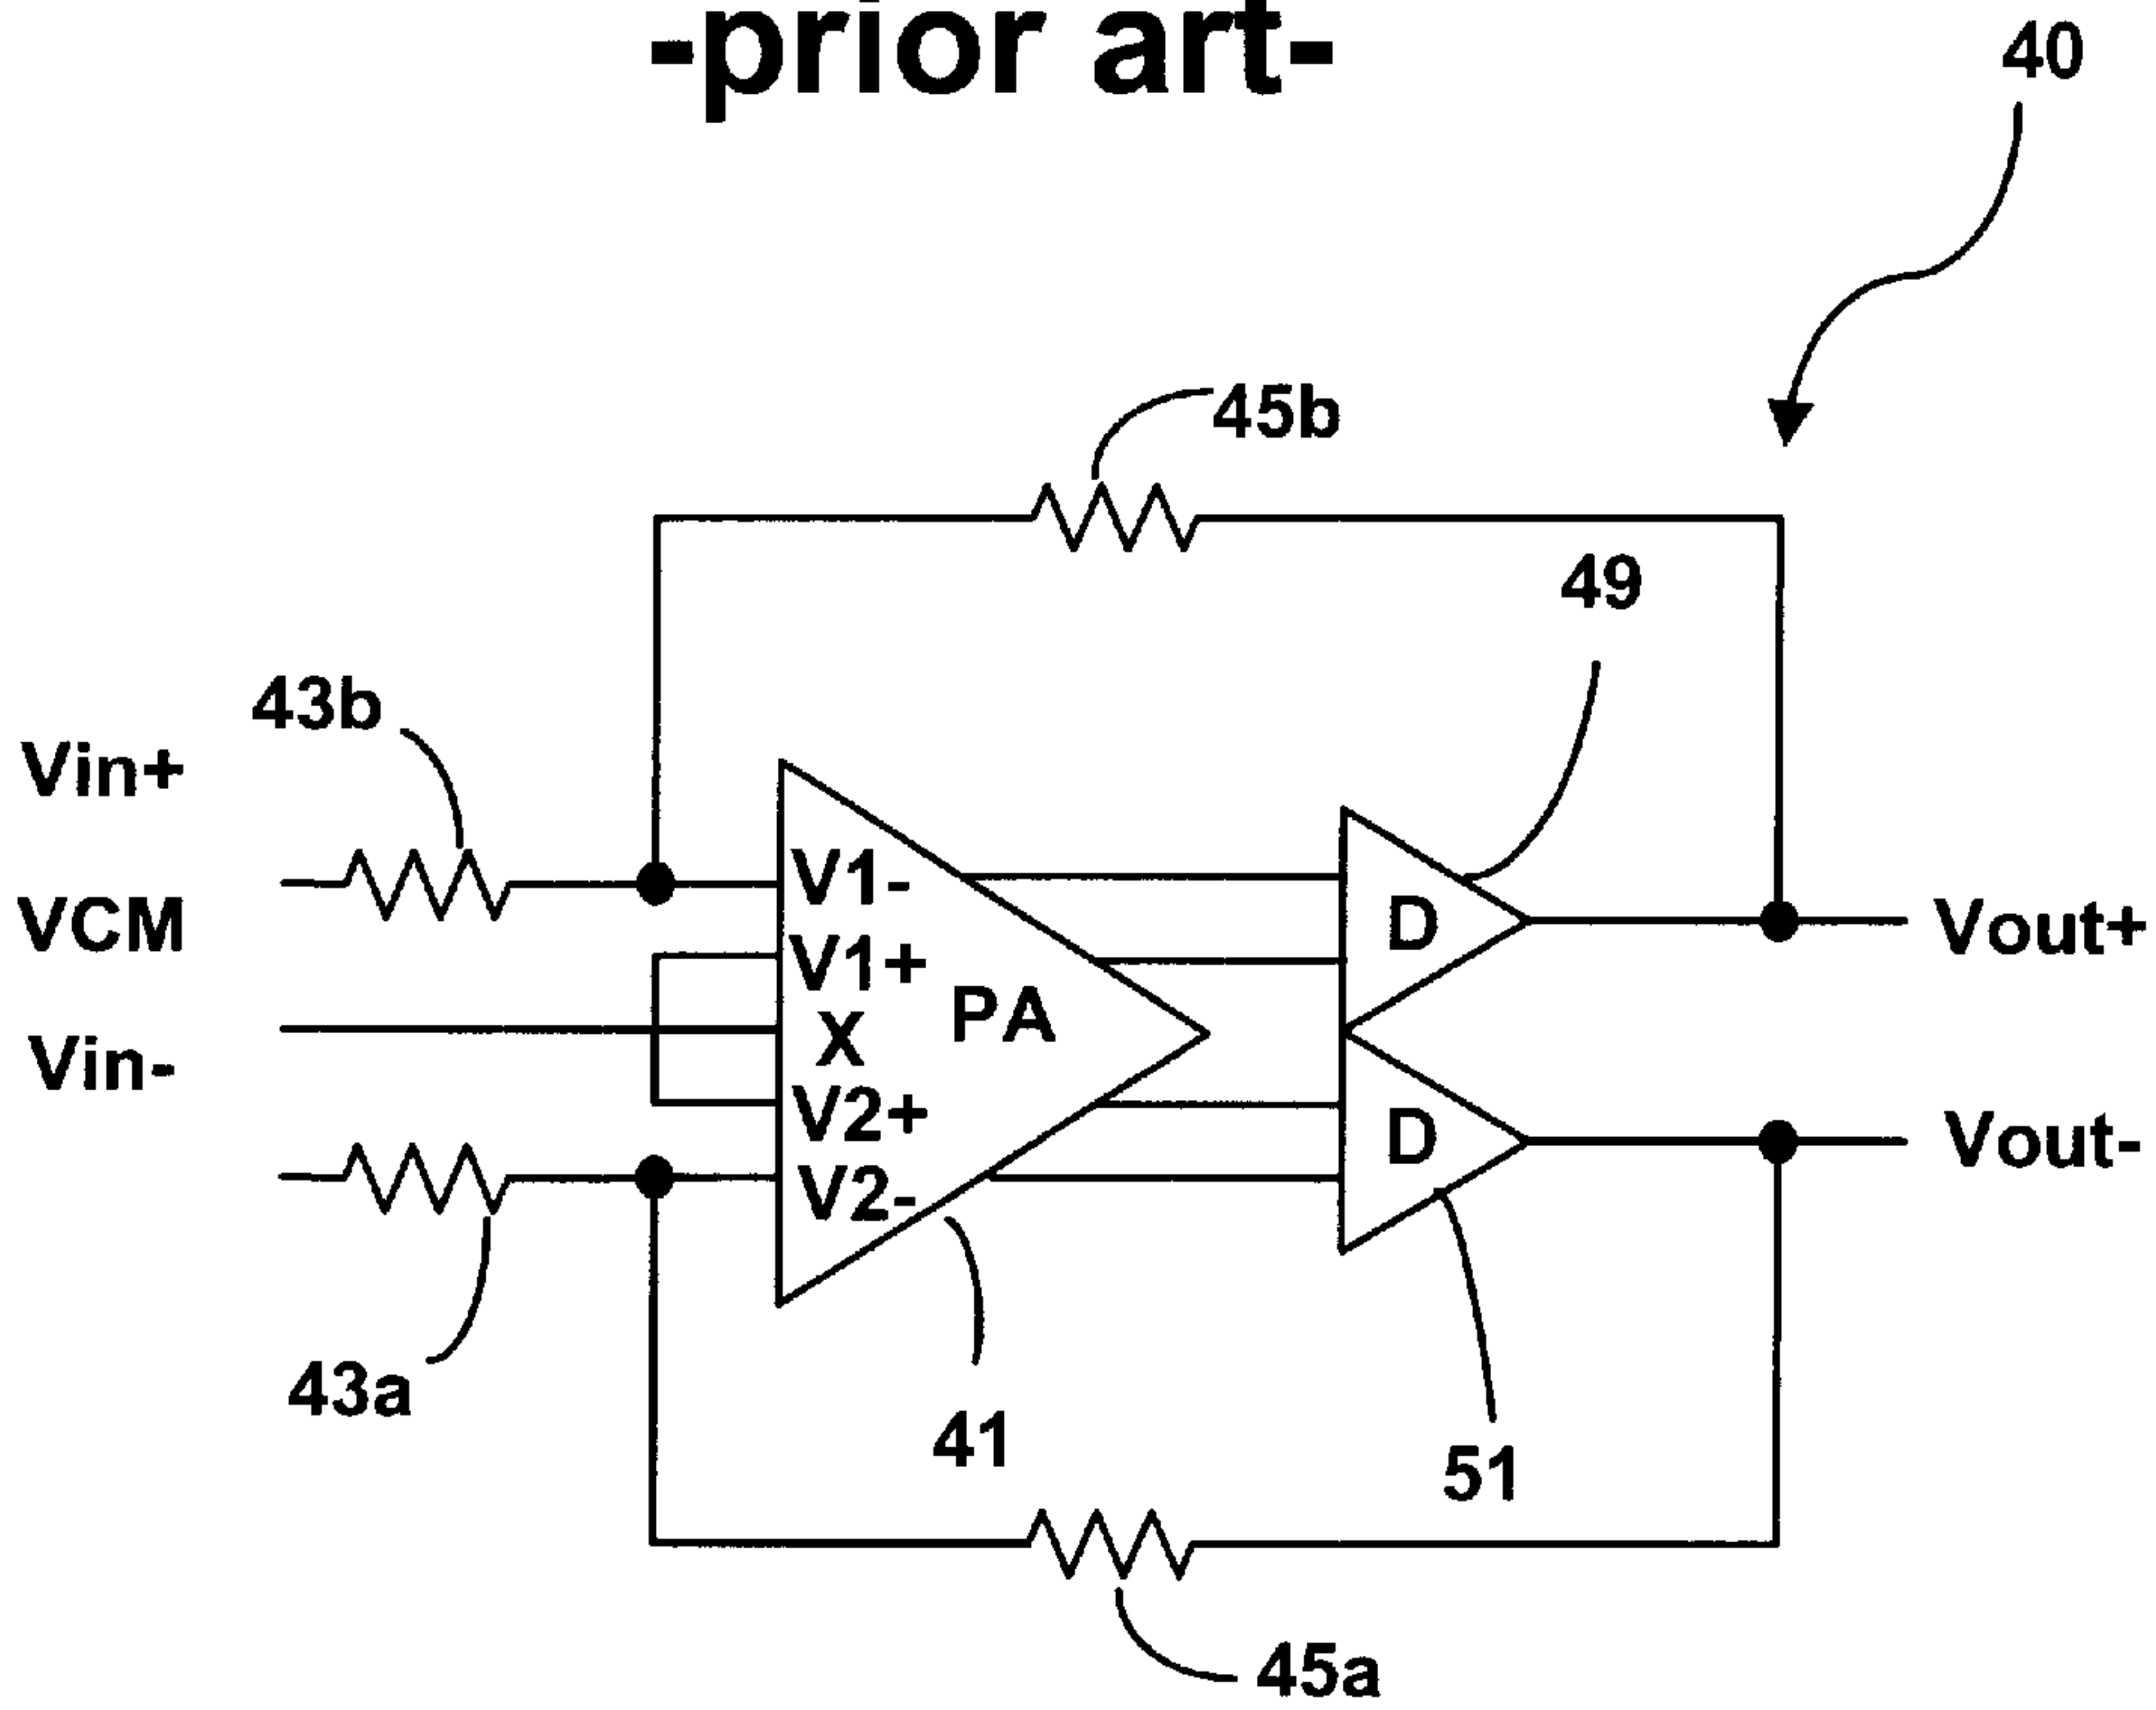 -prior art-
40
45b
49
43b
Vin+
V1-
VCM
D
Vout+
V1+
X
PA
Vin-
V2+
D
Vout-
V2-
43a
41
51
45a